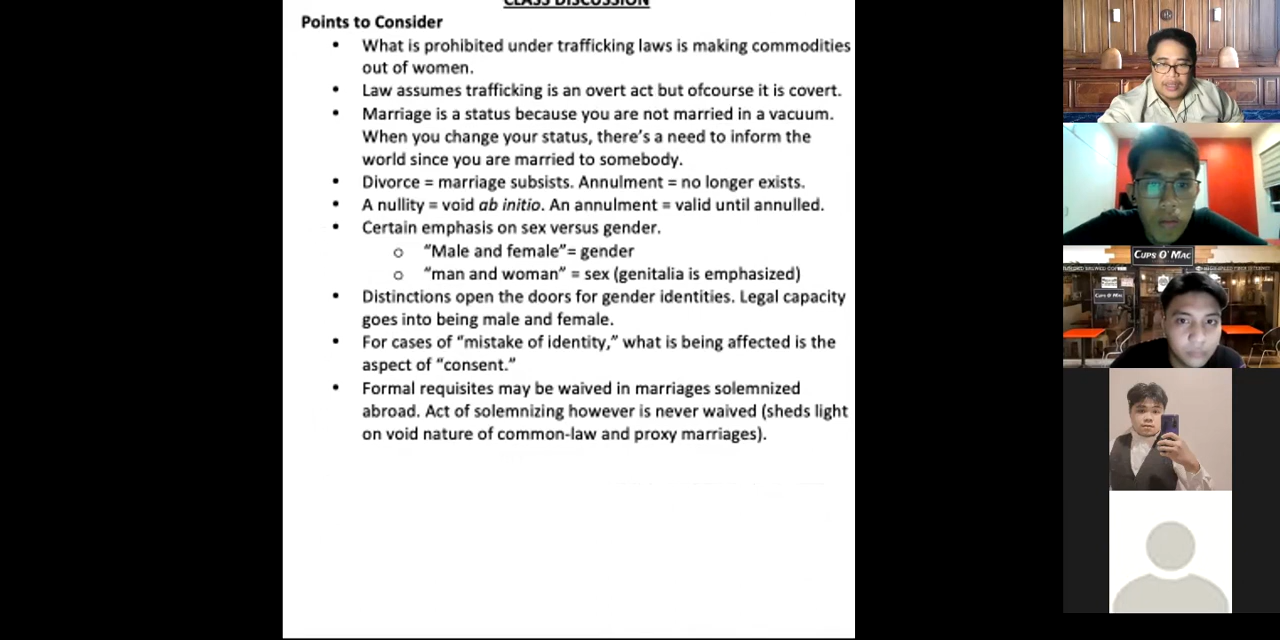 CLASS DISCUSSION
Points to Consider
• What is prohibited under trafficking laws is making commodities
out of women.
• Law assumes trafficking is an overt act but ofcourse it is covert.
• Marriage is a status because you are not married in a vacuum.
When you change your status, there's a need to inform the
world since you are married to somebody.
• Divorce = marriage subsists. Annulment = no longer exists.
• A nullity = void ab initio. An annulment = valid until annulled.
• Certain emphasis on sex versus gender.
o "Male and female"= gender
o "man and woman" = sex (genitalia is emphasized)
• Distinctions open the doors for gender identities. Legal capacity
goes into being male and female.
• For cases of "mistake of identity," what is being affected is the
aspect of "consent."
• Formal requisites may be waived in marriages solemnized
abroad. Act of solemnizing however is never waived (sheds light
on void nature of common-law and proxy marriages).
CUPS O' MAC
CUPS O' MAC